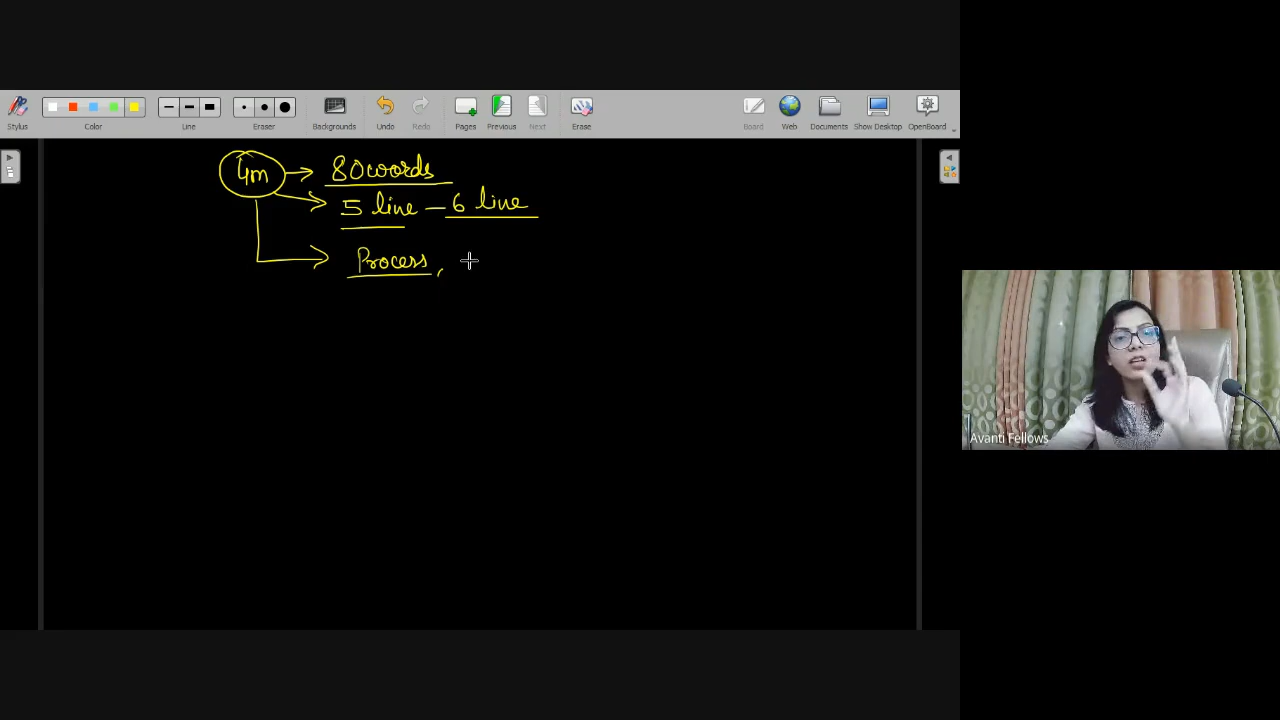 Stylus Color Line Eraser Backgrounds Undo Redo Pages Previous Next Erase Board Web Documents Show Desktop OpenBoard
4m → 80words
5 line — 6 line
Process,
Avanti Fellows